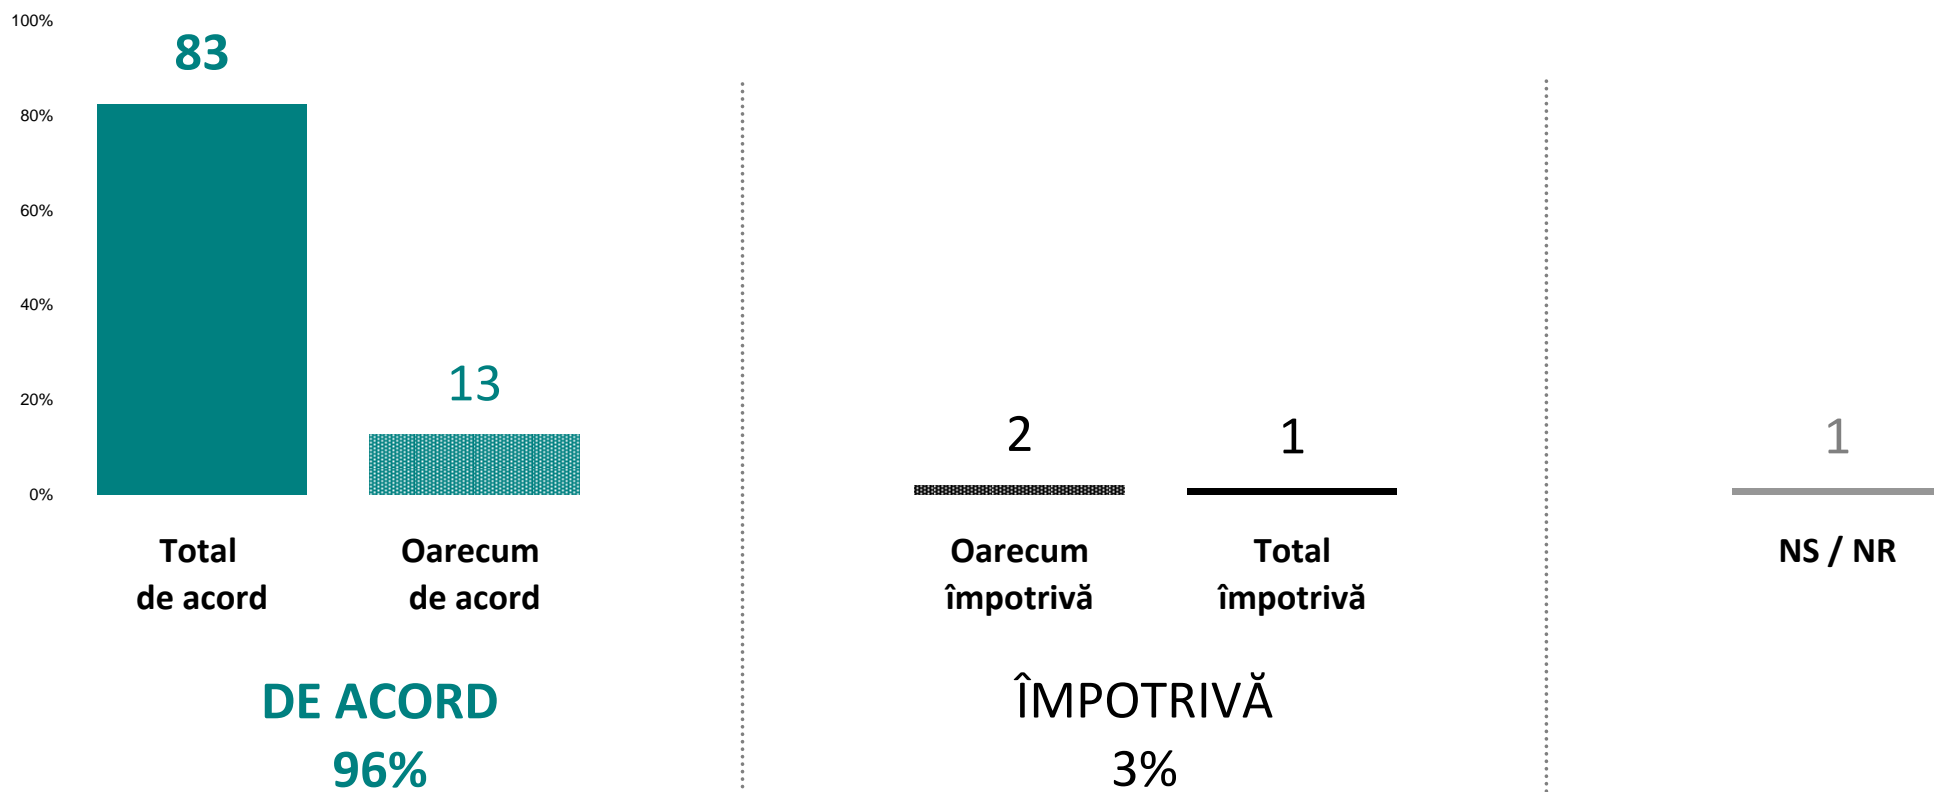 100%
80%
60%
40%
20%
0%
83
13
2
1
1
Total
de acord
Oarecum
de acord
Oarecum
împotrivă
Total
împotrivă
NS / NR
DE ACORD
96%
ÎMPOTRIVĂ
3%